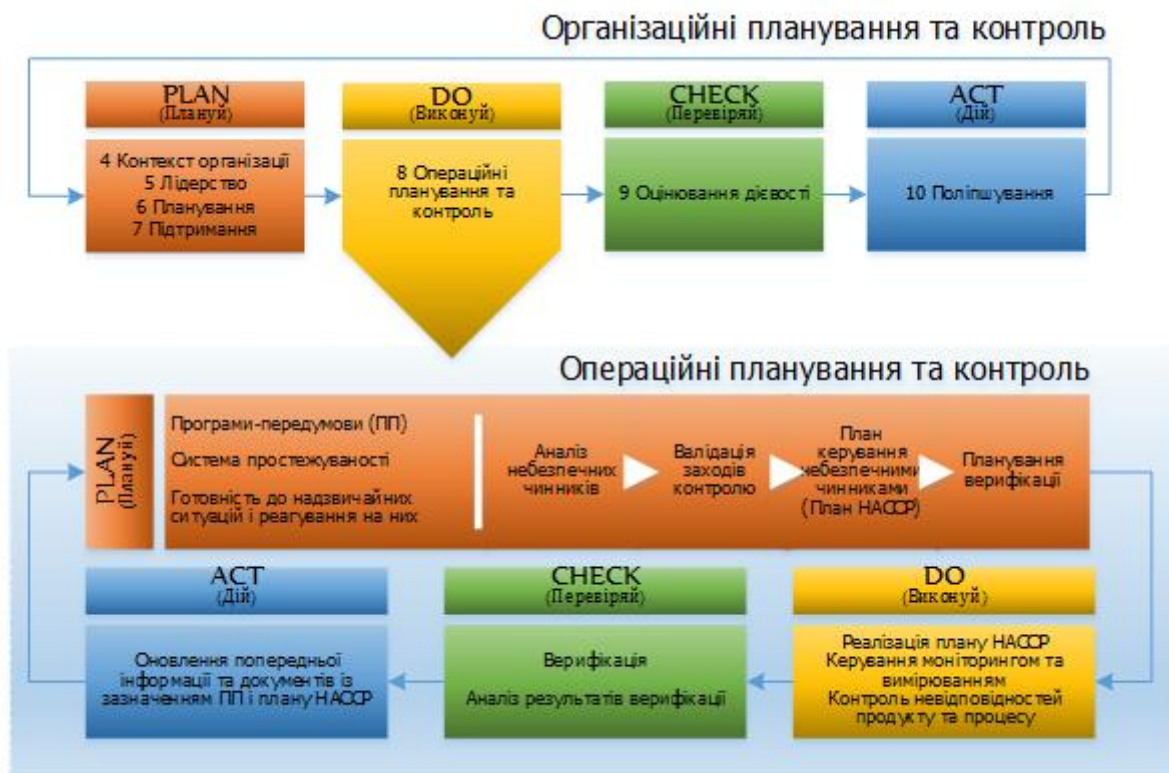 Організаційні планування та контроль
PLAN
(Плануй)
4 Контекст організації
5 Лідерство
6 Планування
7 Підтримання
DO
(Виконуй)
8 Операційні
планування та
контроль
CHECK
(Перевіряй)
9 Оцінювання дієвості
ACT
(Дій)
10 Поліпшування
Операційні планування та контроль
PLAN
(Плануй)
Програми-передумови (ПП)
Система простежуваності
Готовність до надзвичайних
ситуацій і реагування на них
Аналіз
небезпечних
чинників
Валідація
заходів
контролю
План
керування
небезпечними
чинниками
(План НАССР)
Планування
верифікації
ACT
(Дій)
Оновлення попередньої
інформації та документів із
зазначенням ПП і плану НАССР
CHECK
(Перевіряй)
Верифікація
Аналіз результатів верифікації
DO
(Виконуй)
Реалізація плану НАССР
Керування моніторингом та
вимірюванням
Контроль невідповідностей
продукту та процесу